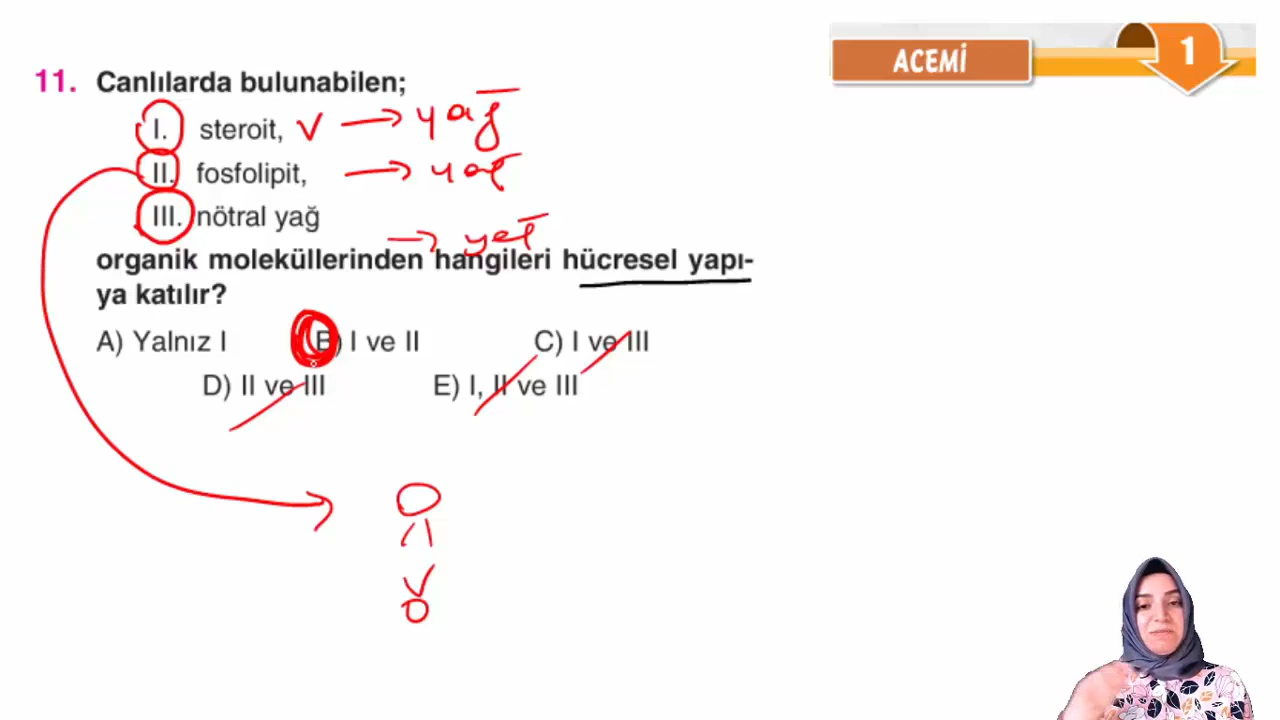 ACEMİ
1
11. Canlılarda bulunabilen;
I. steroit, V → yağ
II. fosfolipit, → yağ
III. nötral yağ → yağ
organik moleküllerinden hangileri hücresel yapı-
ya katılır?
A) Yalnız I B) I ve II C) I ve III
D) II ve III E) I, II ve III